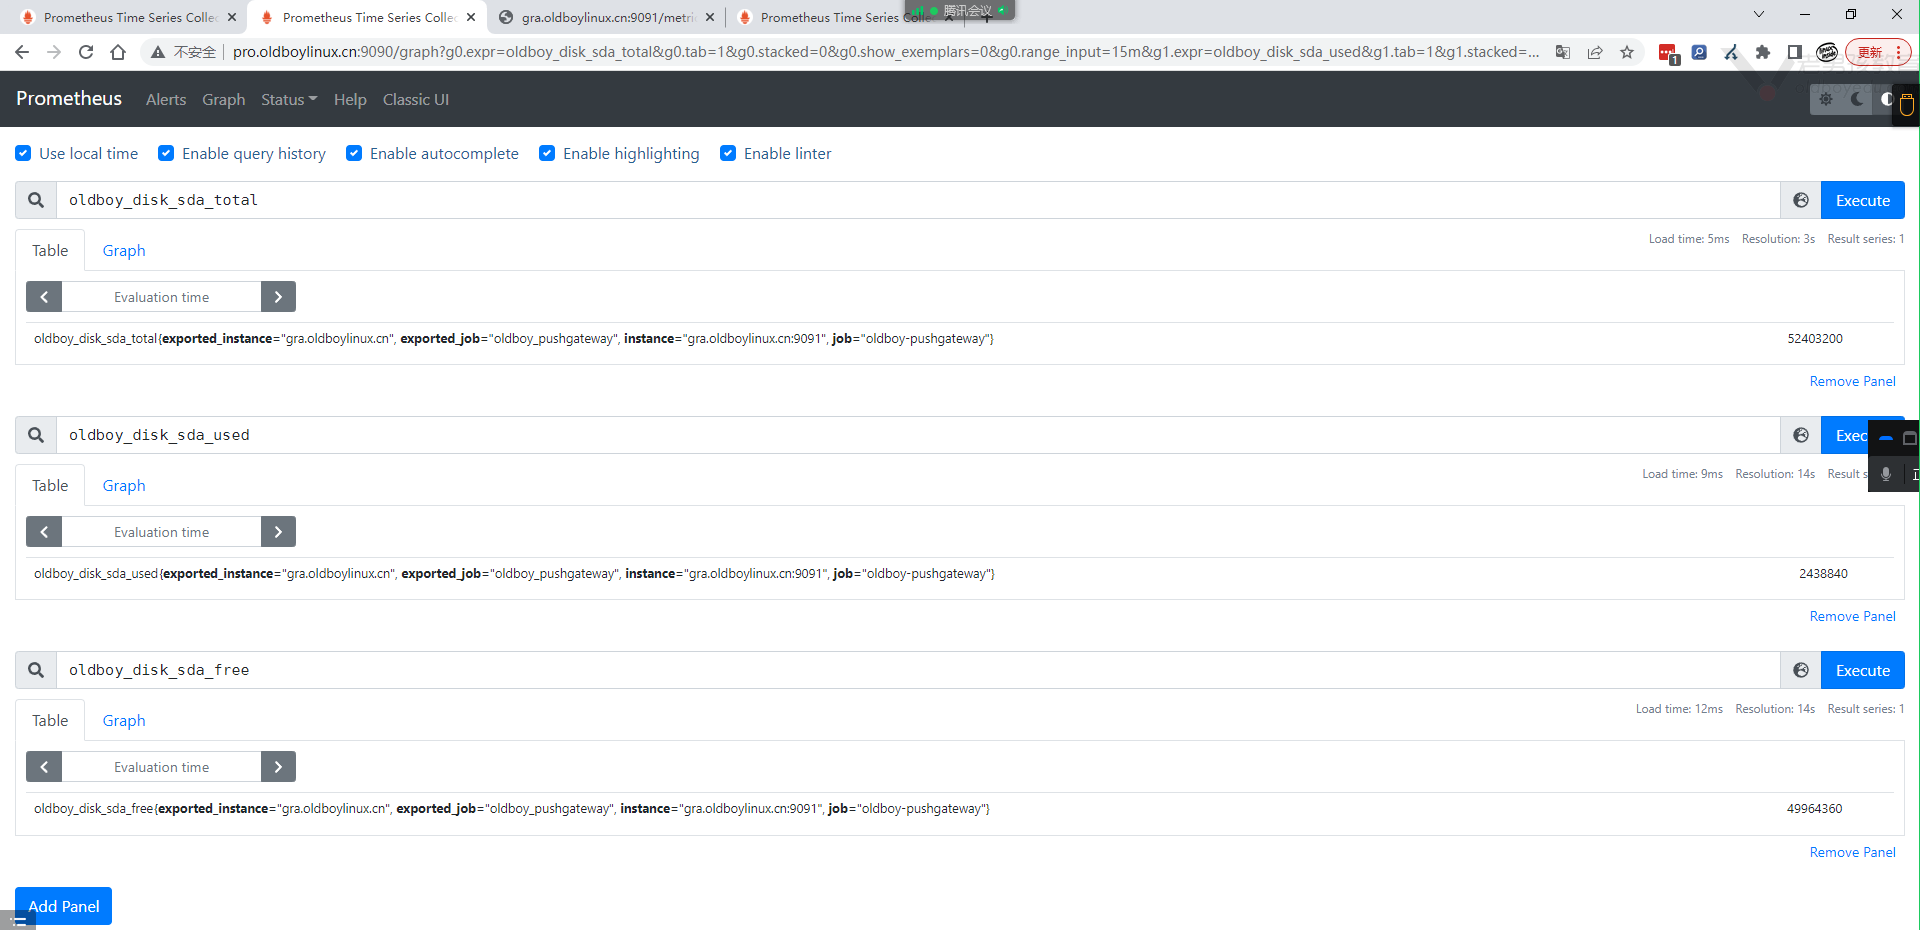 Prometheus Time Series Collec
Prometheus Time Series Collec
gra.oldboylinux.cn:9091/metri
Prometheus Time Series
腾讯会议
不安全
pro.oldboylinux.cn:9090/graph?g0.expr=oldboy_disk_sda_total&g0.tab=1&g0.stacked=0&g0.show_exemplars=0&g0.range_input=15m&g1.expr=oldboy_disk_sda_used&g1.tab=1&g1.stacked=...
1
更新
Prometheus
Alerts
Graph
Status
Help
Classic UI
Use local time
Enable query history
Enable autocomplete
Enable highlighting
Enable linter
oldboy_disk_sda_total
Execute
Table
Graph
Load time: 5ms Resolution: 3s Result series: 1
Evaluation time
oldboy_disk_sda_total{exported_instance="gra.oldboylinux.cn", exported_job="oldboy_pushgateway", instance="gra.oldboylinux.cn:9091", job="oldboy-pushgateway"}
52403200
Remove Panel
oldboy_disk_sda_used
Exec
Table
Graph
Load time: 9ms Resolution: 14s Result s
Evaluation time
oldboy_disk_sda_used{exported_instance="gra.oldboylinux.cn", exported_job="oldboy_pushgateway", instance="gra.oldboylinux.cn:9091", job="oldboy-pushgateway"}
2438840
Remove Panel
oldboy_disk_sda_free
Execute
Table
Graph
Load time: 12ms Resolution: 14s Result series: 1
Evaluation time
oldboy_disk_sda_free{exported_instance="gra.oldboylinux.cn", exported_job="oldboy_pushgateway", instance="gra.oldboylinux.cn:9091", job="oldboy-pushgateway"}
49964360
Remove Panel
Add Panel